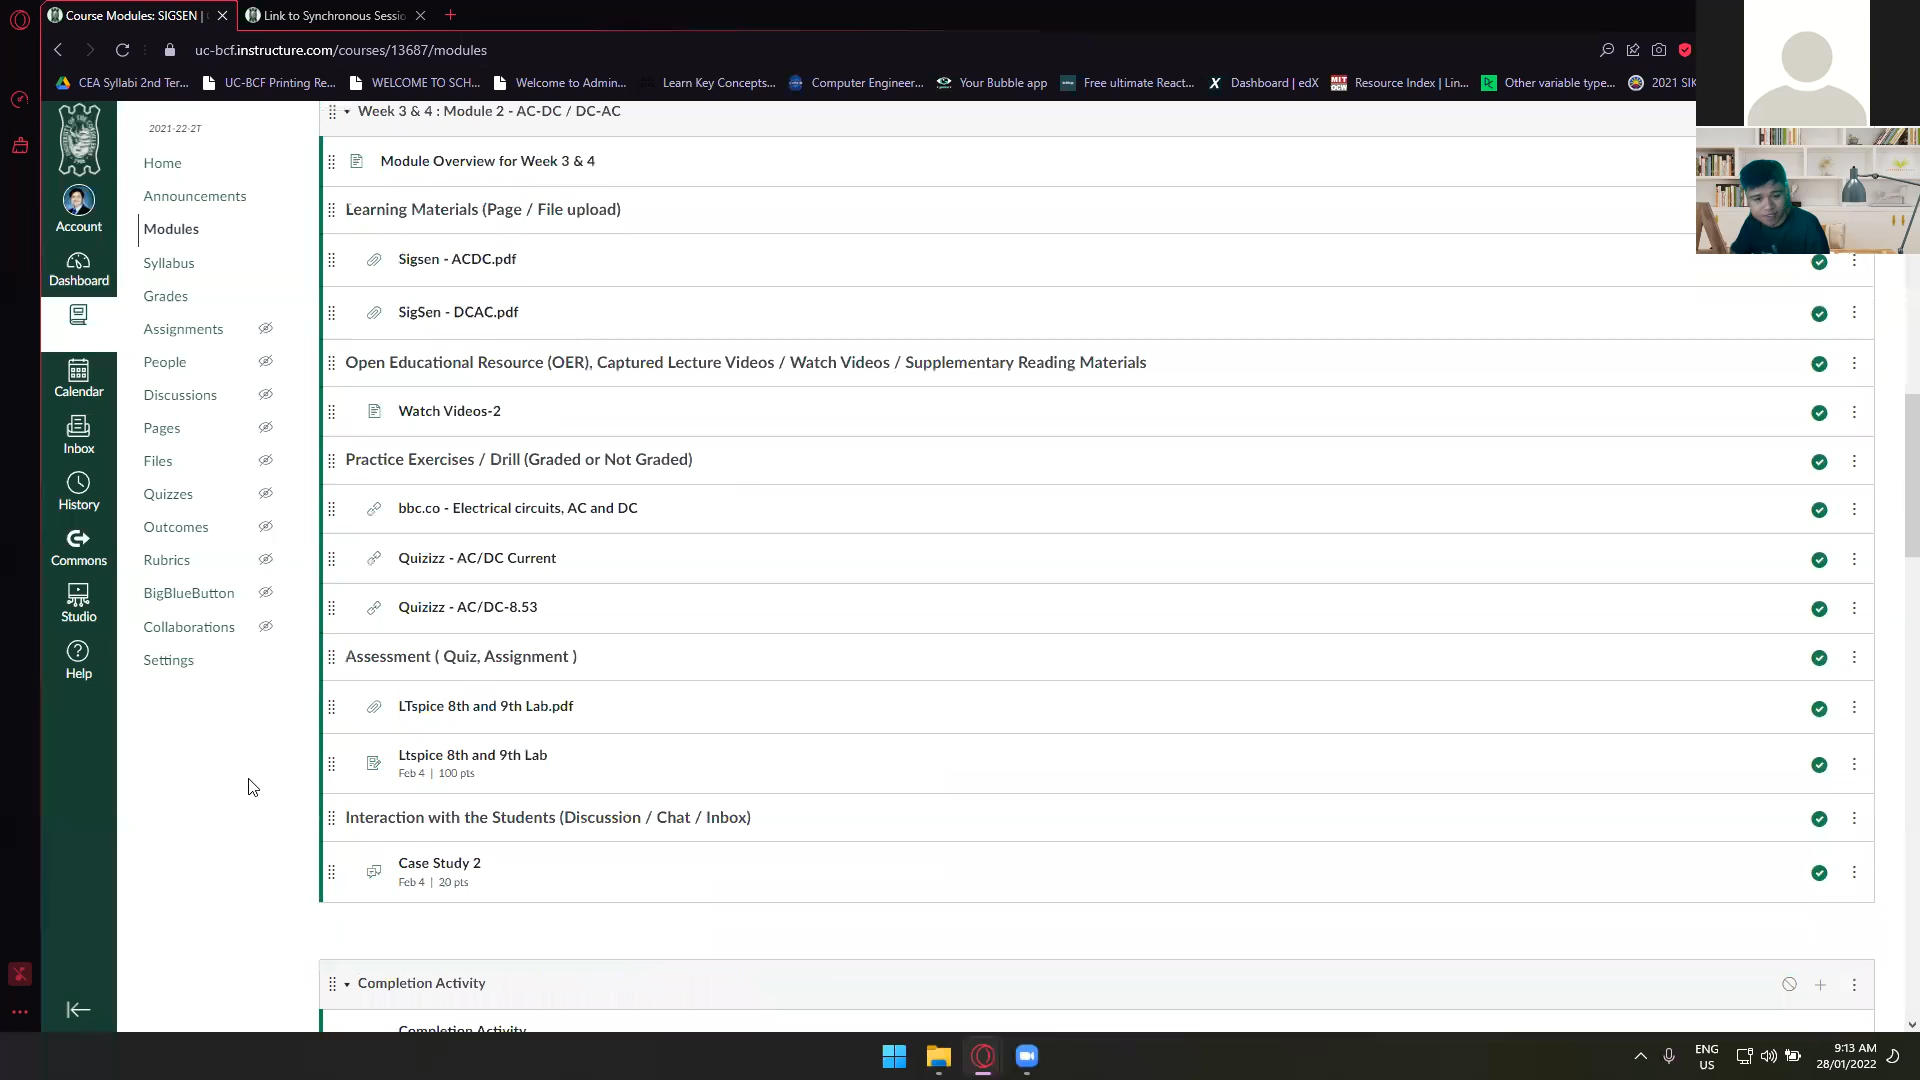 Course Modules: SIGSEN |
Link to Synchronous Sessio
uc-bcf.instructure.com/courses/13687/modules
CEA Syllabi 2nd Ter...
UC-BCF Printing Re...
WELCOME TO SCH...
Welcome to Admin...
Learn Key Concepts...
Computer Engineer...
Your Bubble app
Free ultimate React...
Dashboard | edX
Resource Index | Lin...
Other variable type...
2021 SIK
2021-22-2T
Home
Announcements
Modules
Syllabus
Grades
Assignments
People
Discussions
Pages
Files
Quizzes
Outcomes
Rubrics
BigBlueButton
Collaborations
Settings
Account
Dashboard
Calendar
Inbox
History
Commons
Studio
Help
Week 3 & 4 : Module 2 - AC-DC / DC-AC
Module Overview for Week 3 & 4
Learning Materials (Page / File upload)
Sigsen - ACDC.pdf
SigSen - DCAC.pdf
Open Educational Resource (OER), Captured Lecture Videos / Watch Videos / Supplementary Reading Materials
Watch Videos-2
Practice Exercises / Drill (Graded or Not Graded)
bbc.co - Electrical circuits, AC and DC
Quizizz - AC/DC Current
Quizizz - AC/DC-8.53
Assessment ( Quiz, Assignment )
LTspice 8th and 9th Lab.pdf
Ltspice 8th and 9th Lab
Feb 4 | 100 pts
Interaction with the Students (Discussion / Chat / Inbox)
Case Study 2
Feb 4 | 20 pts
Completion Activity
Completion Activity
ENG
US
9:13 AM
28/01/2022